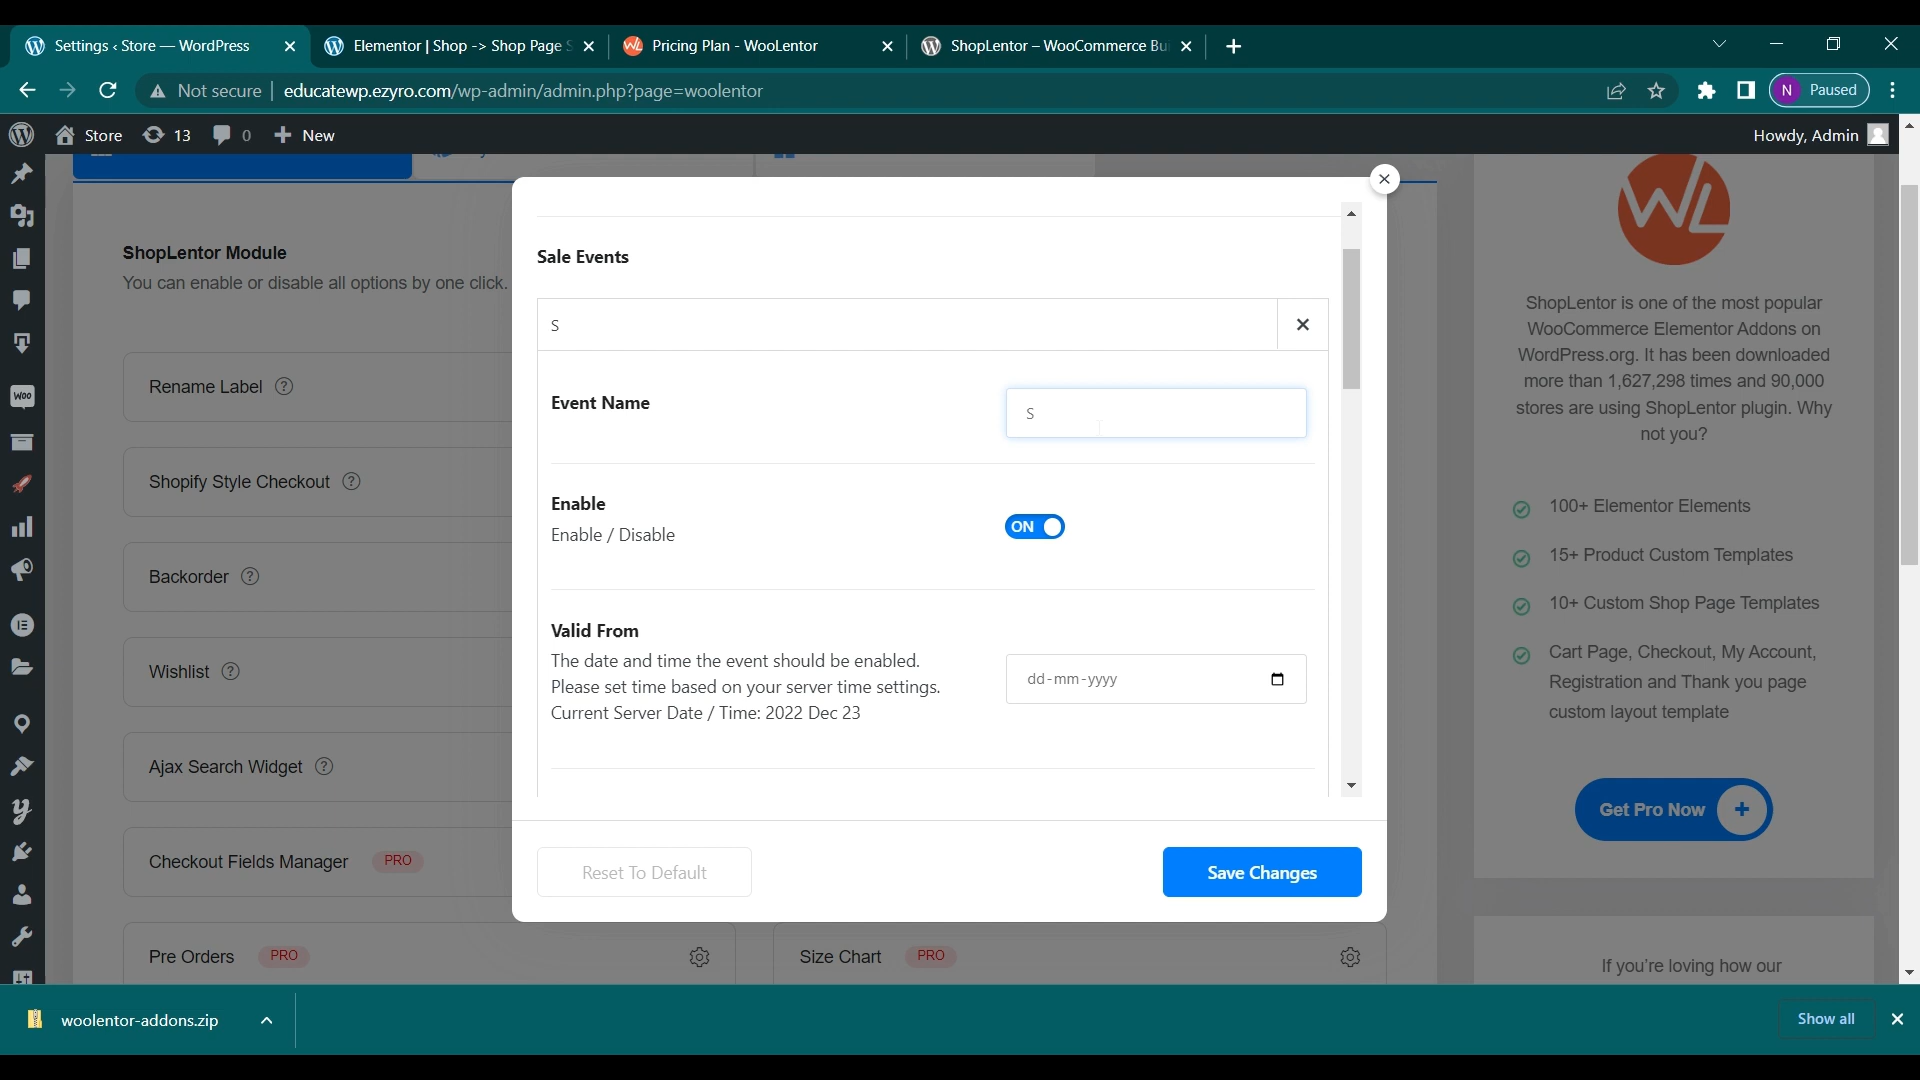 Settings ‹ Store — WordPress
Elementor | Shop -> Shop Page S
Pricing Plan - WooLentor
ShopLentor – WooCommerce Bui
Not secure
educatewp.ezyro.com/wp-admin/admin.php?page=woolentor
N
Paused
Store
13
0
New
Howdy, Admin
ShopLentor Module
You can enable or disable all options by one click.
Rename Label
Shopify Style Checkout
Backorder
Wishlist
Ajax Search Widget
Checkout Fields Manager PRO
Pre Orders PRO
Size Chart PRO
Sale Events
S
Event Name
S
Enable
Enable / Disable
ON
Valid From
The date and time the event should be enabled.
Please set time based on your server time settings.
Current Server Date / Time: 2022 Dec 23
dd-mm-yyyy
Reset To Default
Save Changes
WL
ShopLentor is one of the most popular
WooCommerce Elementor Addons on
WordPress.org. It has been downloaded
more than 1,627,298 times and 90,000
stores are using ShopLentor plugin. Why
not you?
100+ Elementor Elements
15+ Product Custom Templates
10+ Custom Shop Page Templates
Cart Page, Checkout, My Account,
Registration and Thank you page
custom layout template
Get Pro Now
If you're loving how our
woolentor-addons.zip
Show all